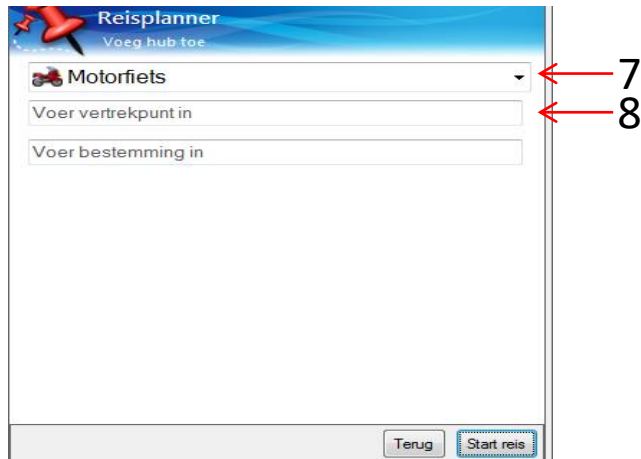 Reisplanner
Voeg hub toe
Motorfiets
7
Voer vertrekpunt in
8
Voer bestemming in
Terug
Start reis